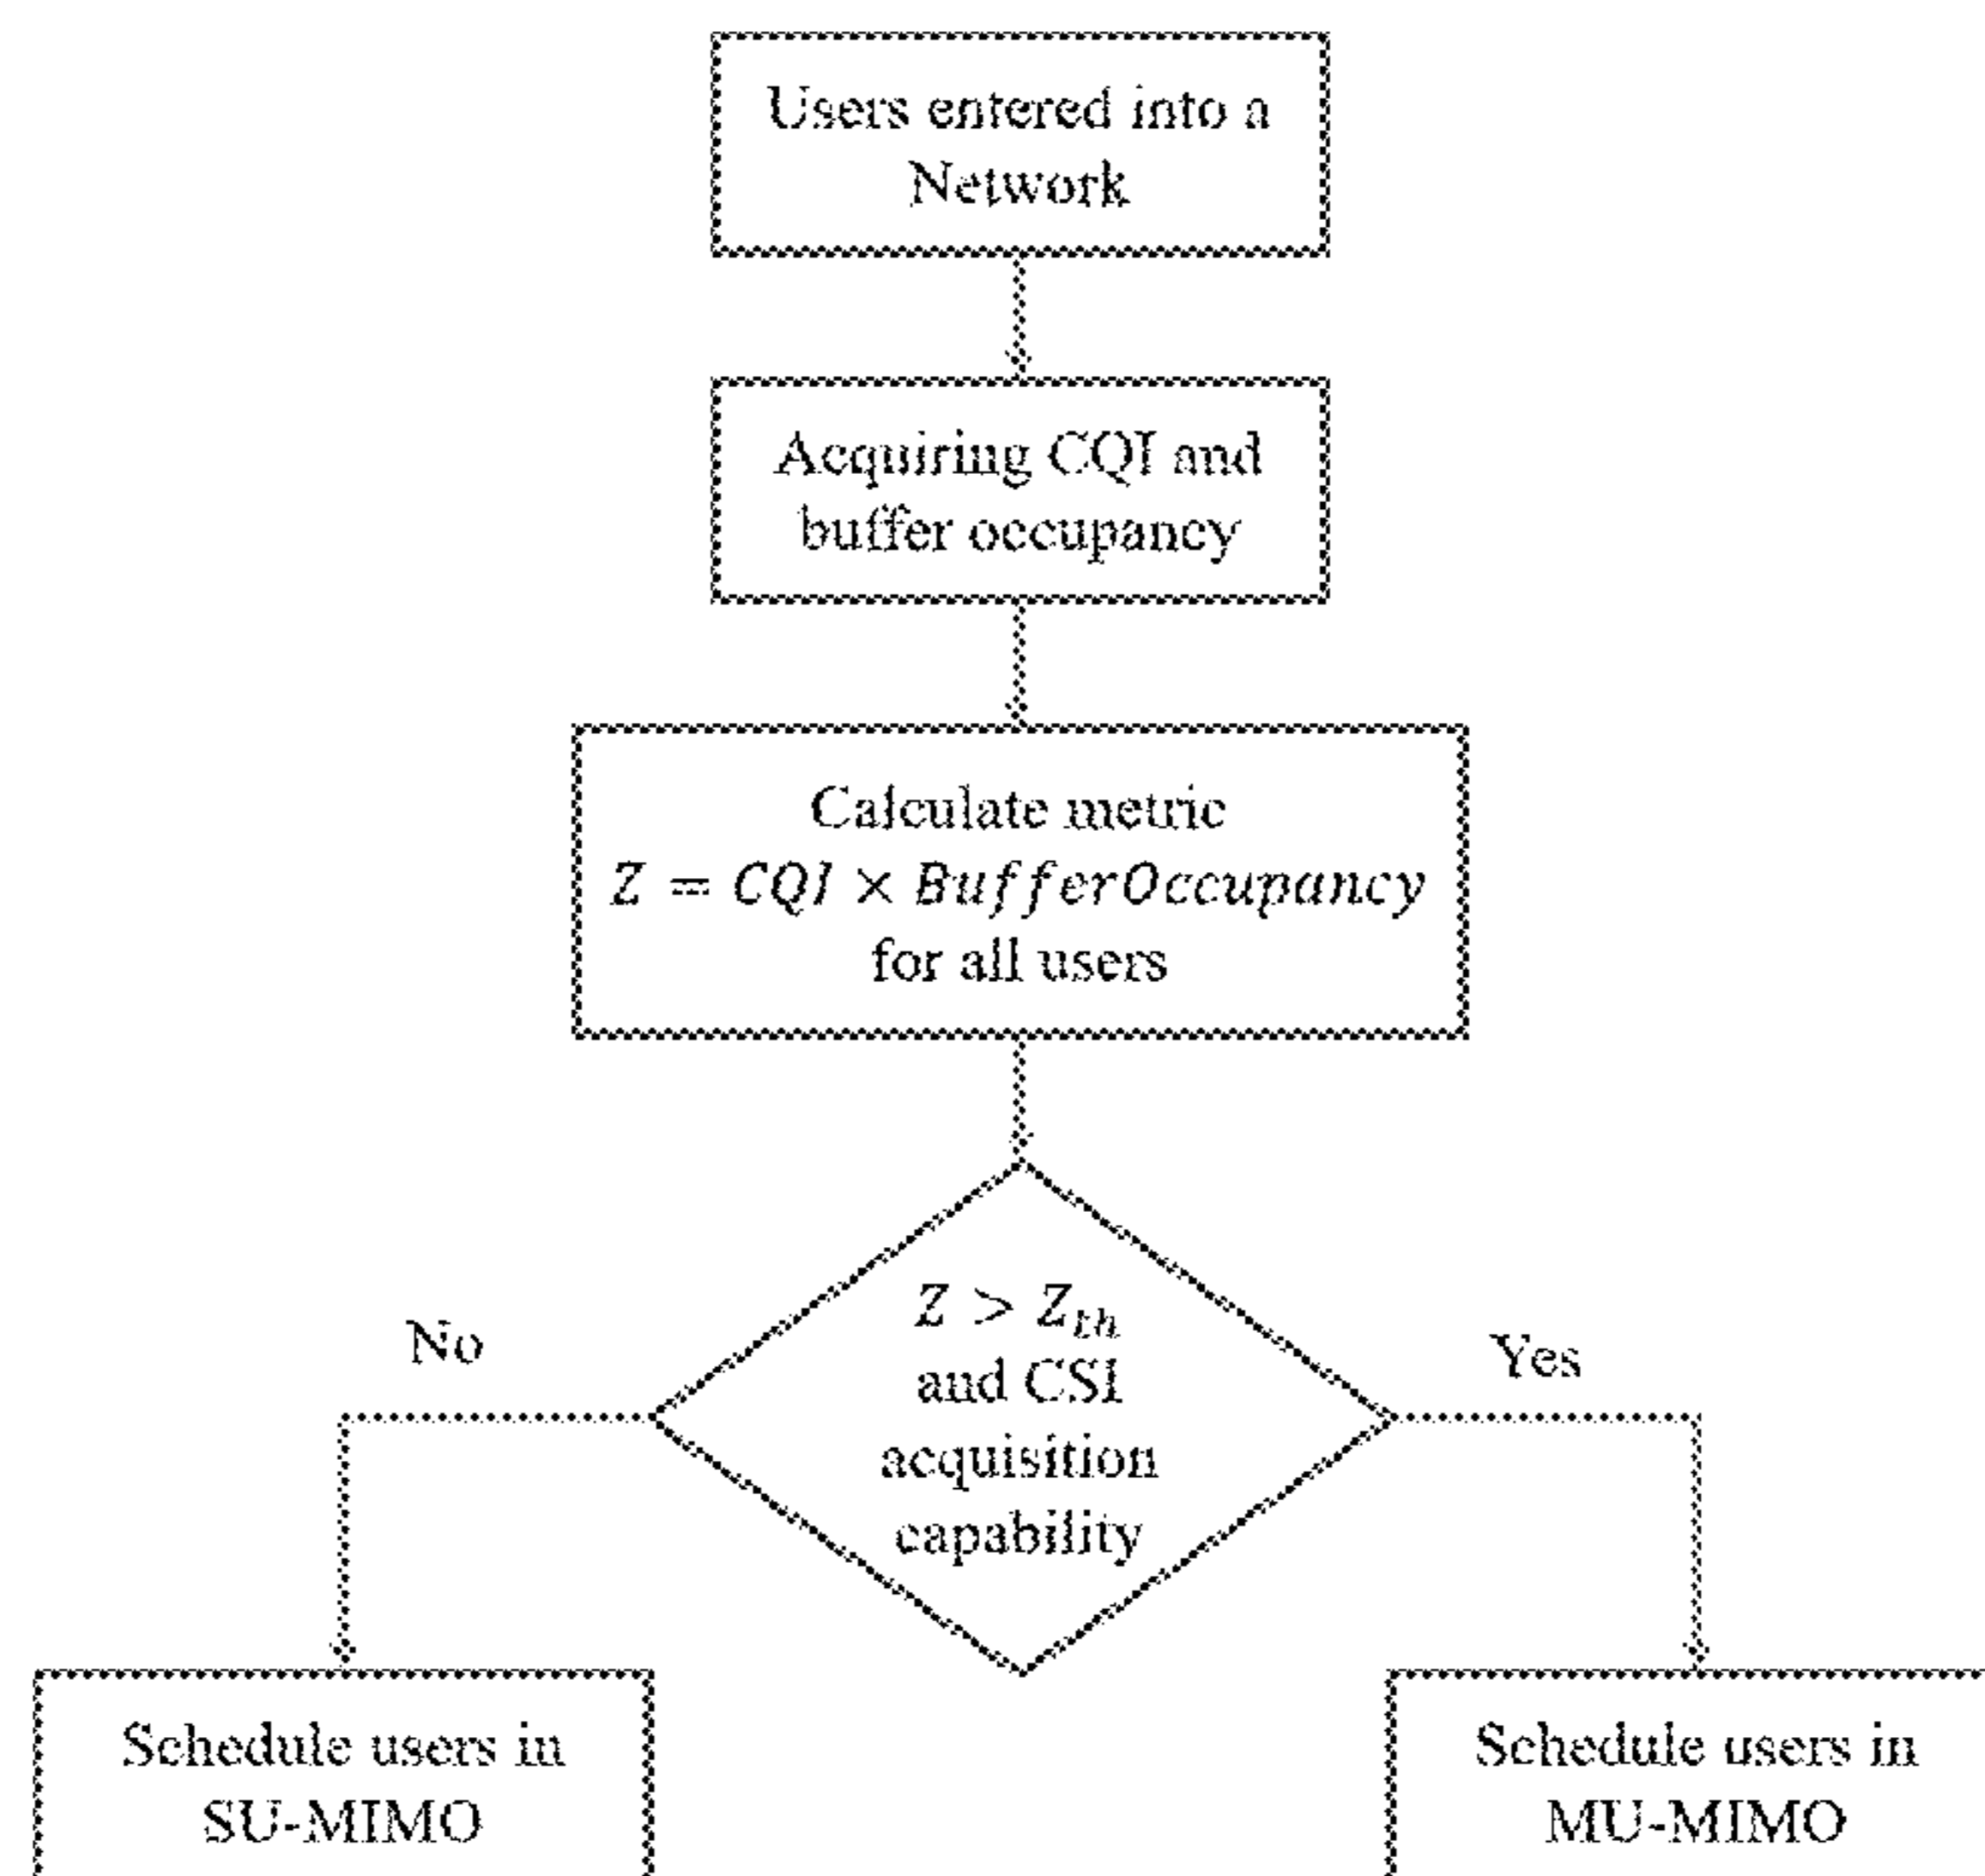 Users entered into a
Network
Acquiring CQI and
buffer occupancy
Calculate metric
Z = CQI × BufferOccupancy
for all users
Z > Z_th
and CSI
acquisition
capability
No
Yes
Schedule users in
SU-MIMO
Schedule users in
MU-MIMO